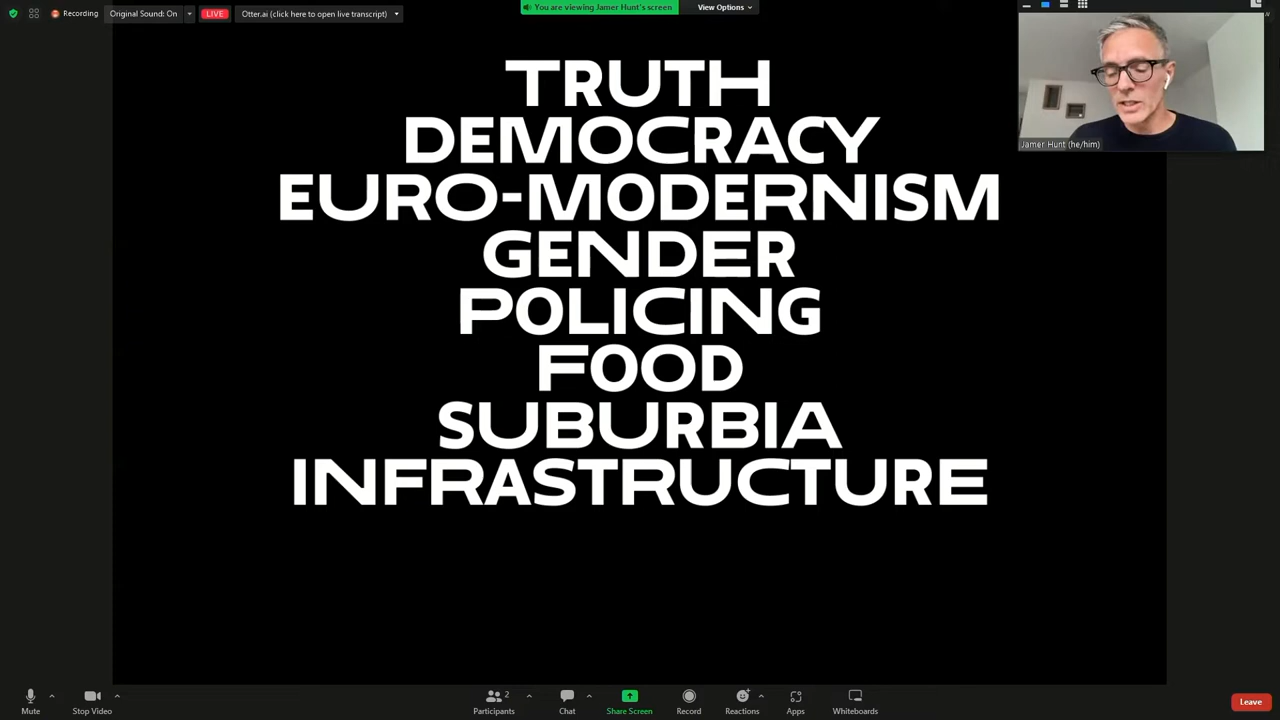 Recording
Original Sound: On
LIVE
Otter.ai (click here to open live transcript)
You are viewing Jamer Hunt's screen
View Options
Jamer Hunt (he/him)
TRUTH
DEMOCRACY
EURO-MODERNISM
GENDER
POLICING
FOOD
SUBURBIA
INFRASTRUCTURE
Mute
Stop Video
Participants
2
Chat
Share Screen
Record
Reactions
Apps
Whiteboards
Leave